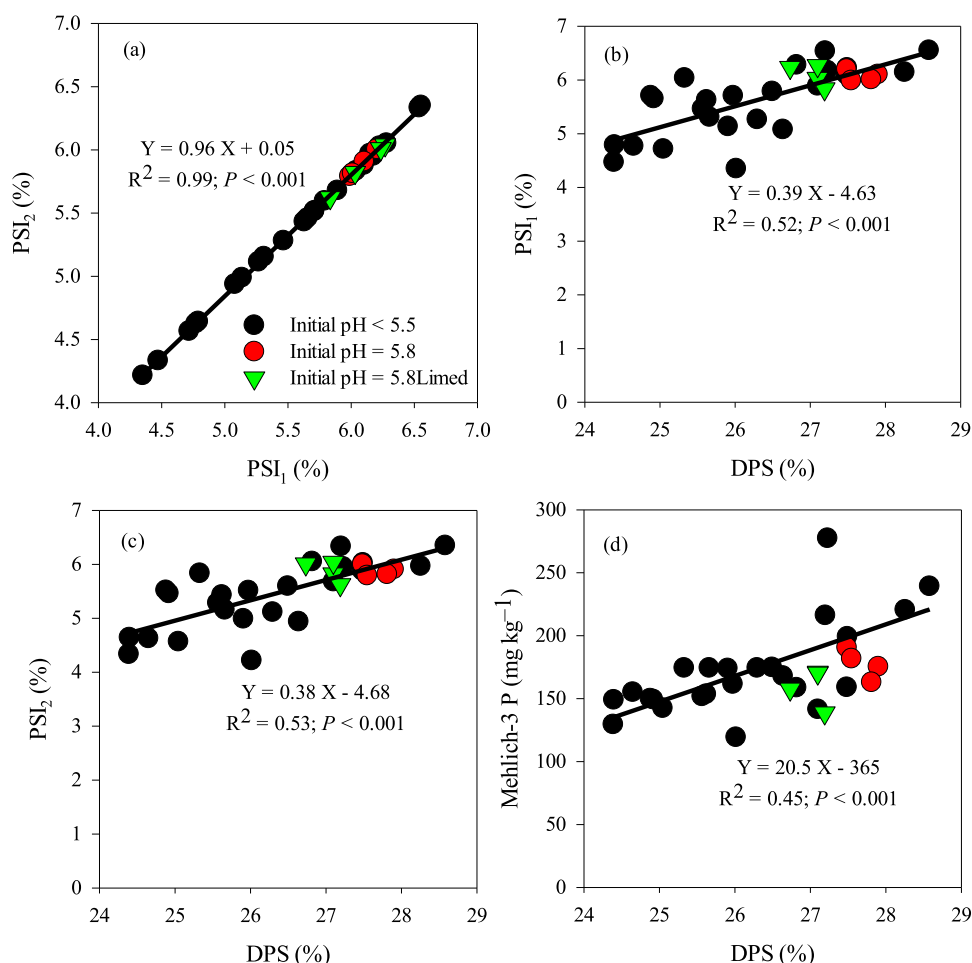 (a)
Y = 0.96 X + 0.05
R2 = 0.99; P < 0.001
Initial pH < 5.5
Initial pH = 5.8
Initial pH = 5.8Limed
7.0
6.5
6.0
5.5
5.0
4.5
4.0
4.0 4.5 5.0 5.5 6.0 6.5 7.0
PSI2 (%)
PSI1 (%)
(b)
Y = 0.39 X - 4.63
R2 = 0.52; P < 0.001
7
6
5
4
3
2
1
0
24 25 26 27 28 29
PSI1 (%)
DPS (%)
(c)
Y = 0.38 X - 4.68
R2 = 0.53; P < 0.001
7
6
5
4
3
2
1
0
24 25 26 27 28 29
PSI2 (%)
DPS (%)
(d)
Y = 20.5 X - 365
R2 = 0.45; P < 0.001
300
250
200
150
100
50
0
24 25 26 27 28 29
Mehlich-3 P (mg kg−1)
DPS (%)